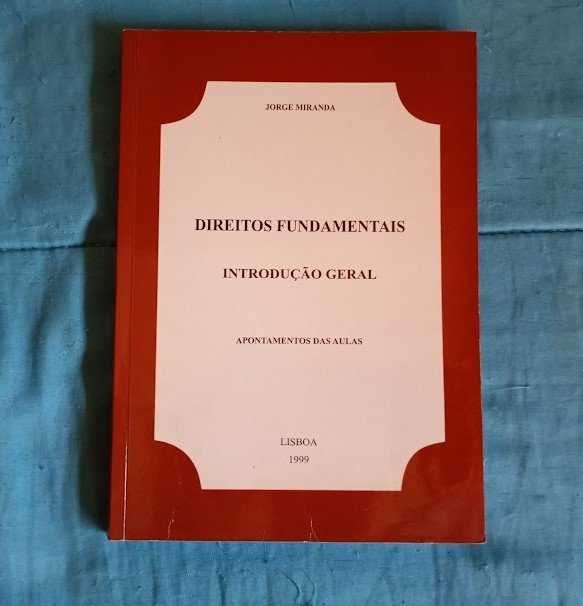 JORGE MIRANDA
DIREITOS FUNDAMENTAIS
INTRODUÇÃO GERAL
APONTAMENTOS DAS AULAS
LISBOA
1999